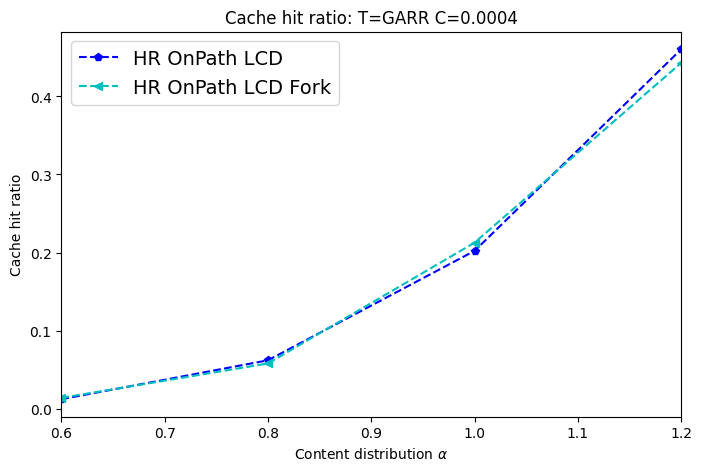 Cache hit ratio: T=GARR C=0.0004
HR OnPath LCD
HR OnPath LCD Fork
Cache hit ratio
0.4
0.3
0.2
0.1
0.0
0.6 0.7 0.8 0.9 1.0 1.1 1.2
Content distribution α